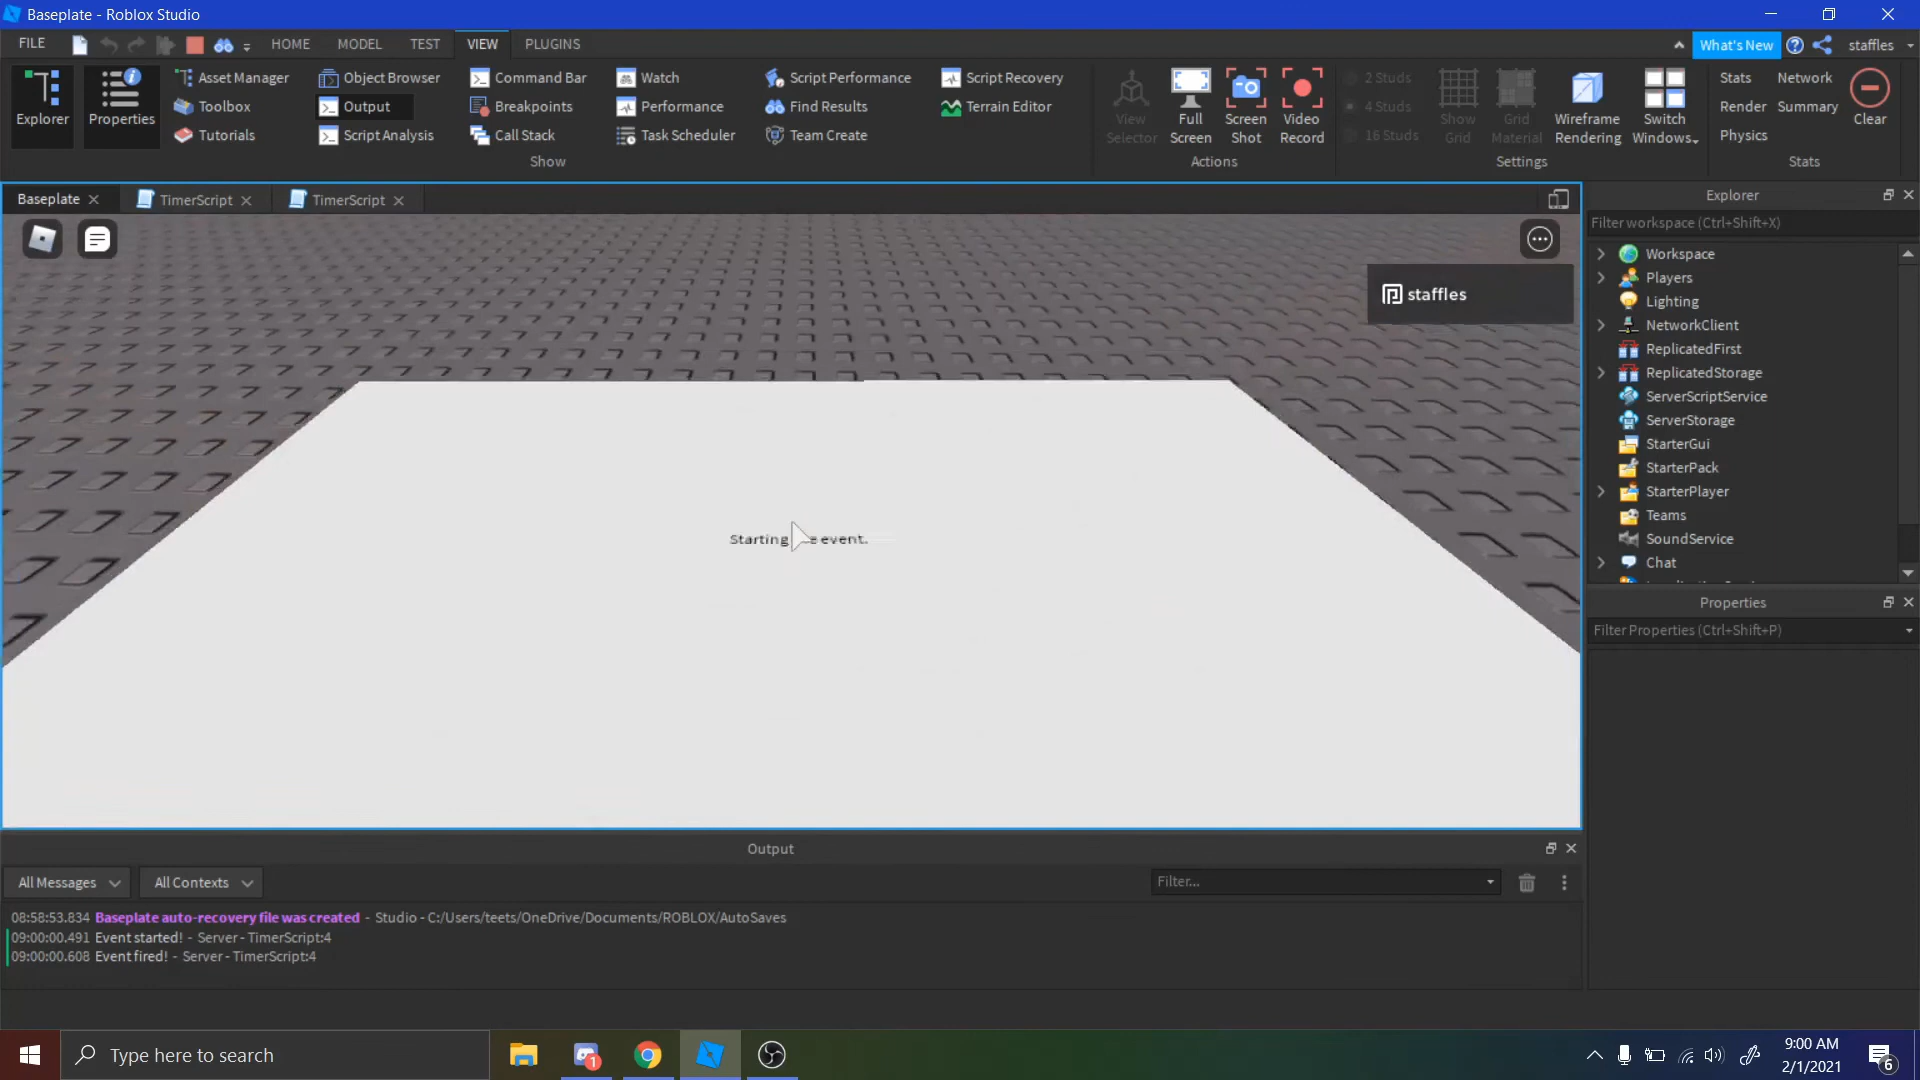 Baseplate - Roblox Studio
FILE HOME MODEL TEST VIEW PLUGINS What's New staffles
Explorer
Properties
Asset Manager
Toolbox
Tutorials
Object Browser
Output
Script Analysis
Command Bar
Breakpoints
Call Stack
Watch
Performance
Task Scheduler
Script Performance
Find Results
Team Create
Script Recovery
Terrain Editor
Show
View Selector
Full Screen
Screen Shot
Video Record
Actions
2 Studs
4 Studs
16 Studs
Show Grid
Grid Material
Wireframe Rendering
Switch Windows
Settings
Stats Network
Render Summary
Physics
Clear
Stats
Baseplate TimerScript TimerScript
staffles
Starting event.
Explorer
Filter workspace (Ctrl+Shift+X)
Workspace
Players
Lighting
NetworkClient
ReplicatedFirst
ReplicatedStorage
ServerScriptService
ServerStorage
StarterGui
StarterPack
StarterPlayer
Teams
SoundService
Chat
Properties
Filter Properties (Ctrl+Shift+P)
Output
All Messages All Contexts Filter...
08:58:53.834 Baseplate auto-recovery file was created - Studio - C:/Users/teets/OneDrive/Documents/ROBLOX/AutoSaves
09:00:00.491 Event started! - Server - TimerScript:4
09:00:00.608 Event fired! - Server - TimerScript:4
Type here to search
1
9:00 AM
2/1/2021
6